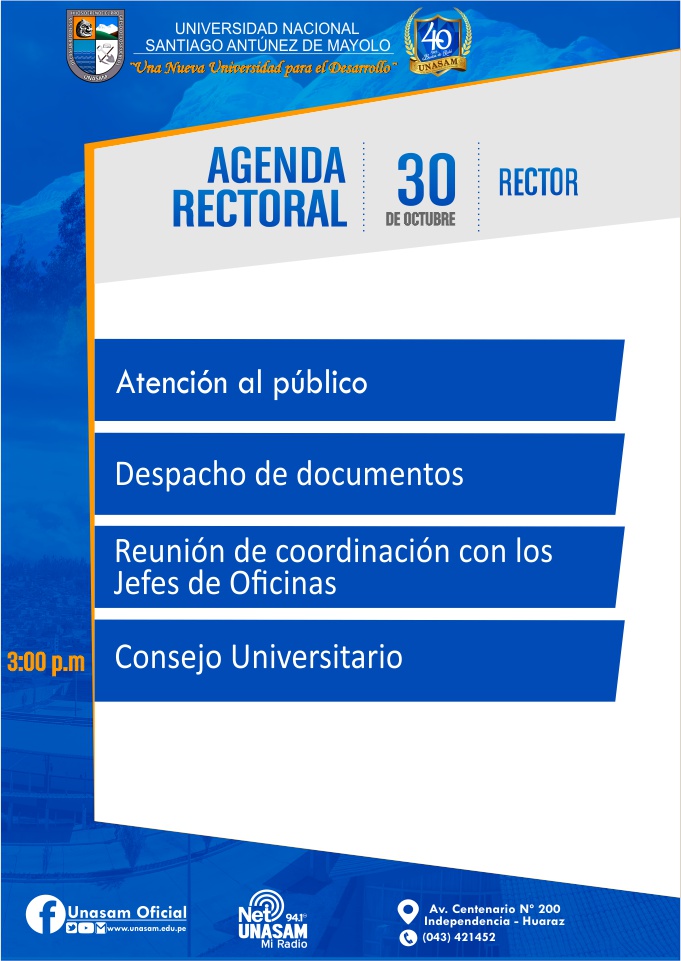 UNIVERSIDAD NACIONAL
SANTIAGO ANTÚNEZ DE MAYOLO
"Una Nueva Universidad para el Desarrollo"
UNASAM
40
UNASAM
AGENDA
RECTORAL
30
DE OCTUBRE
RECTOR
Atención al público
Despacho de documentos
Reunión de coordinación con los
Jefes de Oficinas
3:00 p.m
Consejo Universitario
Unasam Oficial
www.unasam.edu.pe
Net 94.1
UNASAM
Mi Radio
Av. Centenario N° 200
Independencia - Huaraz
(043) 421452